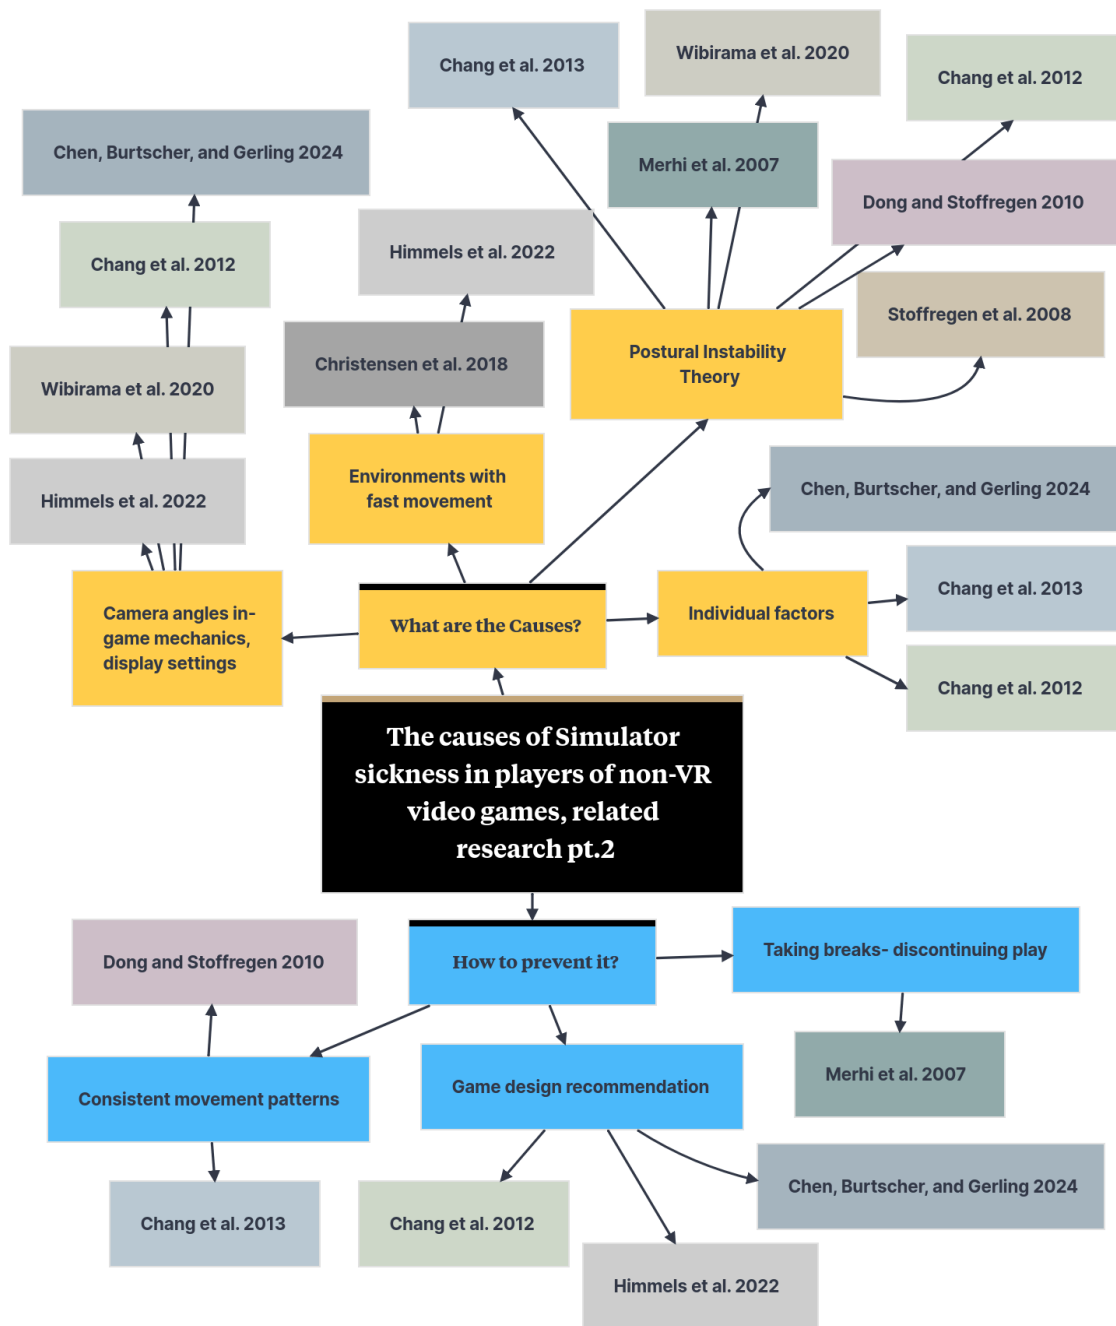 Chang et al. 2013
Wibirama et al. 2020
Chang et al. 2012
Chen, Burtscher, and Gerling 2024
Merhi et al. 2007
Dong and Stoffregen 2010
Chang et al. 2012
Himmels et al. 2022
Stoffregen et al. 2008
Christensen et al. 2018
Postural Instability
Theory
Wibirama et al. 2020
Environments with
fast movement
Chen, Burtscher, and Gerling 2024
Himmels et al. 2022
Chang et al. 2013
Camera angles in-
game mechanics,
display settings
What are the Causes?
Individual factors
Chang et al. 2012
The causes of Simulator
sickness in players of non-VR
video games, related
research pt.2
Dong and Stoffregen 2010
How to prevent it?
Taking breaks- discontinuing play
Consistent movement patterns
Game design recommendation
Merhi et al. 2007
Chang et al. 2013
Chang et al. 2012
Chen, Burtscher, and Gerling 2024
Himmels et al. 2022